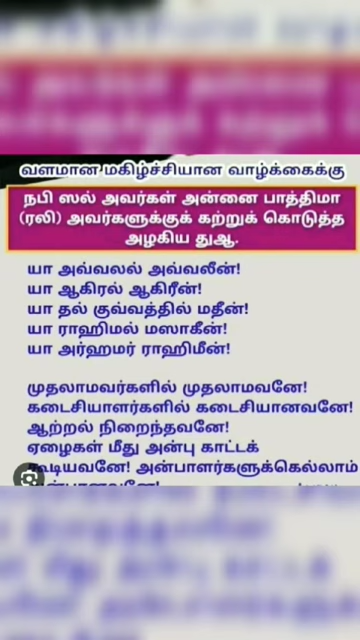 வளமான மகிழ்ச்சியான வாழ்க்கைக்கு
நபி ஸல் அவர்கள் அன்னை பாத்திமா
(ரலி) அவர்களுக்குக் கற்றுக் கொடுத்த
அழகிய துஆ.
யா அவ்வலல் அவ்வலீன்!
யா ஆகிரல் ஆகிரீன்!
யா தல் குவ்வத்தில் மதீன்!
யா ராஹிமல் மஸாகீன்!
யா அர்ஹமர் ராஹிமீன்!
முதலாமவர்களில் முதலாமவனே!
கடைசியாளர்களில் கடைசியானவனே!
ஆற்றல் நிறைந்தவனே!
ஏழைகள் மீது அன்பு காட்டக்
கூடியவனே! அன்பாளர்களுக்கெல்லாம்